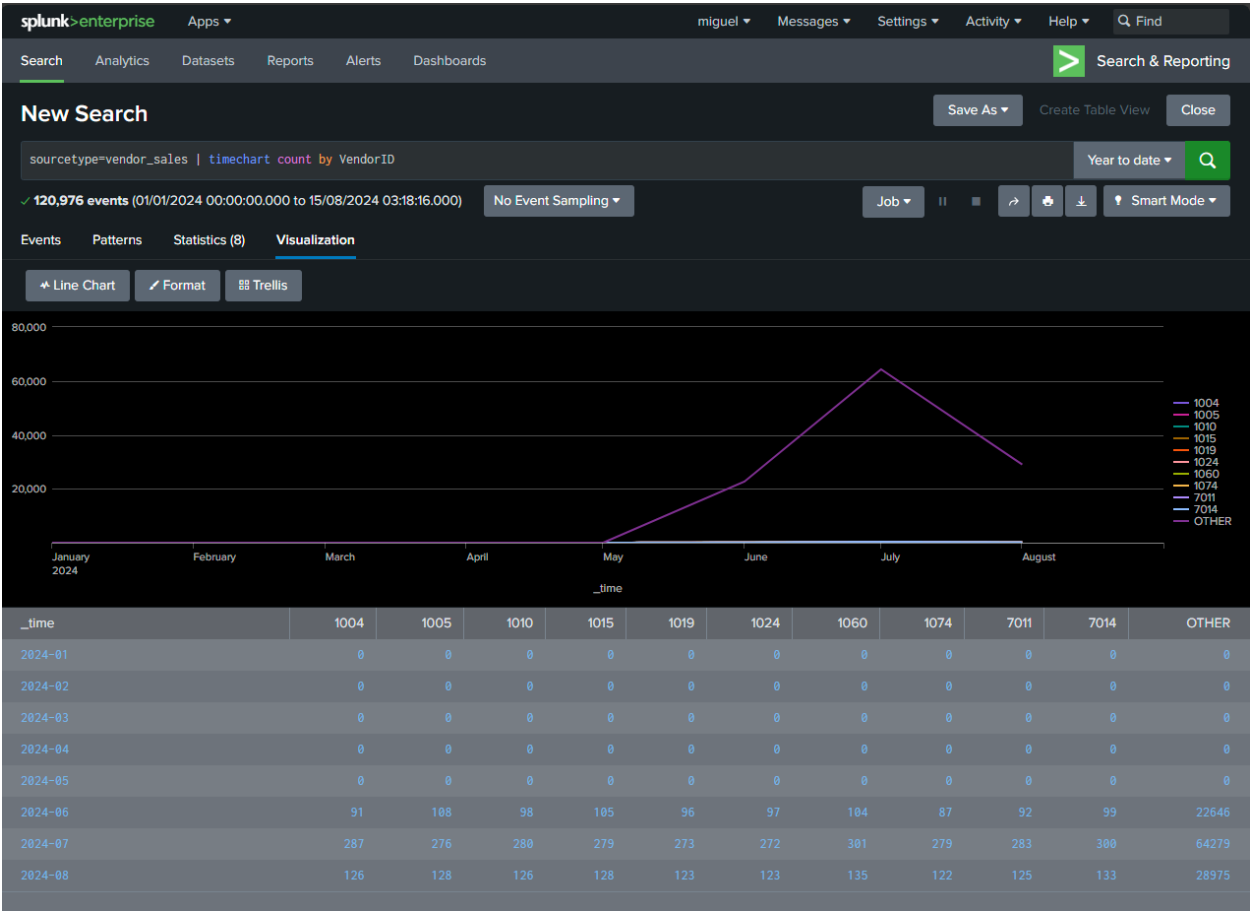 splunk>enterprise Apps miguel Messages Settings Activity Help Find
Search Analytics Datasets Reports Alerts Dashboards Search & Reporting
New Search Save As Create Table View Close
sourcetype=vendor_sales | timechart count by VendorID Year to date
120,976 events (01/01/2024 00:00:00.000 to 15/08/2024 03:18:16.000) No Event Sampling Job Smart Mode
Events Patterns Statistics (8) Visualization
Line Chart Format Trellis
80,000
60,000
40,000
20,000
1004
1005
1010
1015
1019
1024
1060
1074
7011
7014
OTHER
January February March April May June July August
2024
_time
_time 1004 1005 1010 1015 1019 1024 1060 1074 7011 7014 OTHER
2024-01 0 0 0 0 0 0 0 0 0 0 0
2024-02 0 0 0 0 0 0 0 0 0 0 0
2024-03 0 0 0 0 0 0 0 0 0 0 0
2024-04 0 0 0 0 0 0 0 0 0 0 0
2024-05 0 0 0 0 0 0 0 0 0 0 0
2024-06 91 108 98 105 96 97 104 87 92 99 22646
2024-07 287 276 280 279 273 272 301 279 283 300 64279
2024-08 126 128 126 128 123 123 135 122 125 133 28975